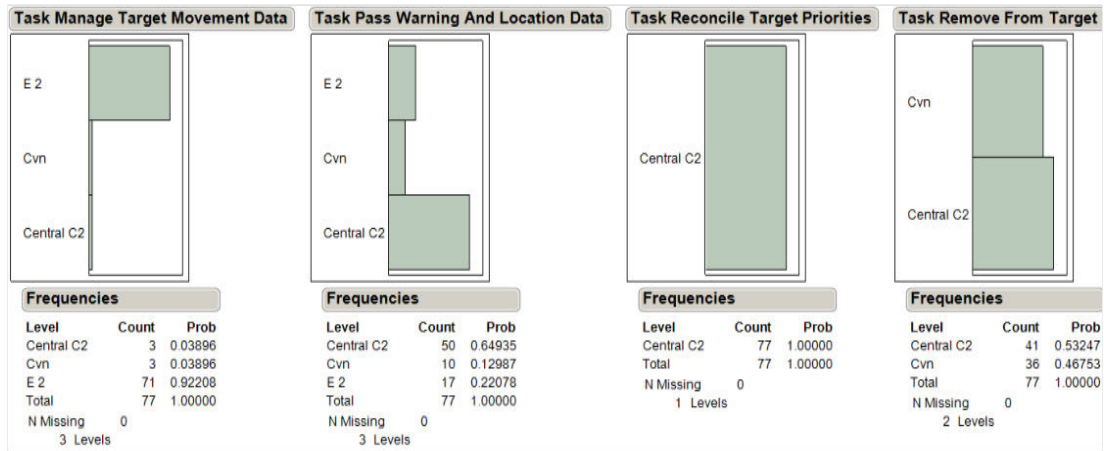 Task Manage Target Movement Data
E 2
Cvn
Central C2
Frequencies
Level Count Prob
Central C2 3 0.03896
Cvn 3 0.03896
E 2 71 0.92208
Total 77 1.00000
N Missing 0
3 Levels
Task Pass Warning And Location Data
E 2
Cvn
Central C2
Frequencies
Level Count Prob
Central C2 50 0.64935
Cvn 10 0.12987
E 2 17 0.22078
Total 77 1.00000
N Missing 0
3 Levels
Task Reconcile Target Priorities
Central C2
Frequencies
Level Count Prob
Central C2 77 1.00000
Total 77 1.00000
N Missing 0
1 Levels
Task Remove From Target
Cvn
Central C2
Frequencies
Level Count Prob
Central C2 41 0.53247
Cvn 36 0.46753
Total 77 1.00000
N Missing 0
2 Levels